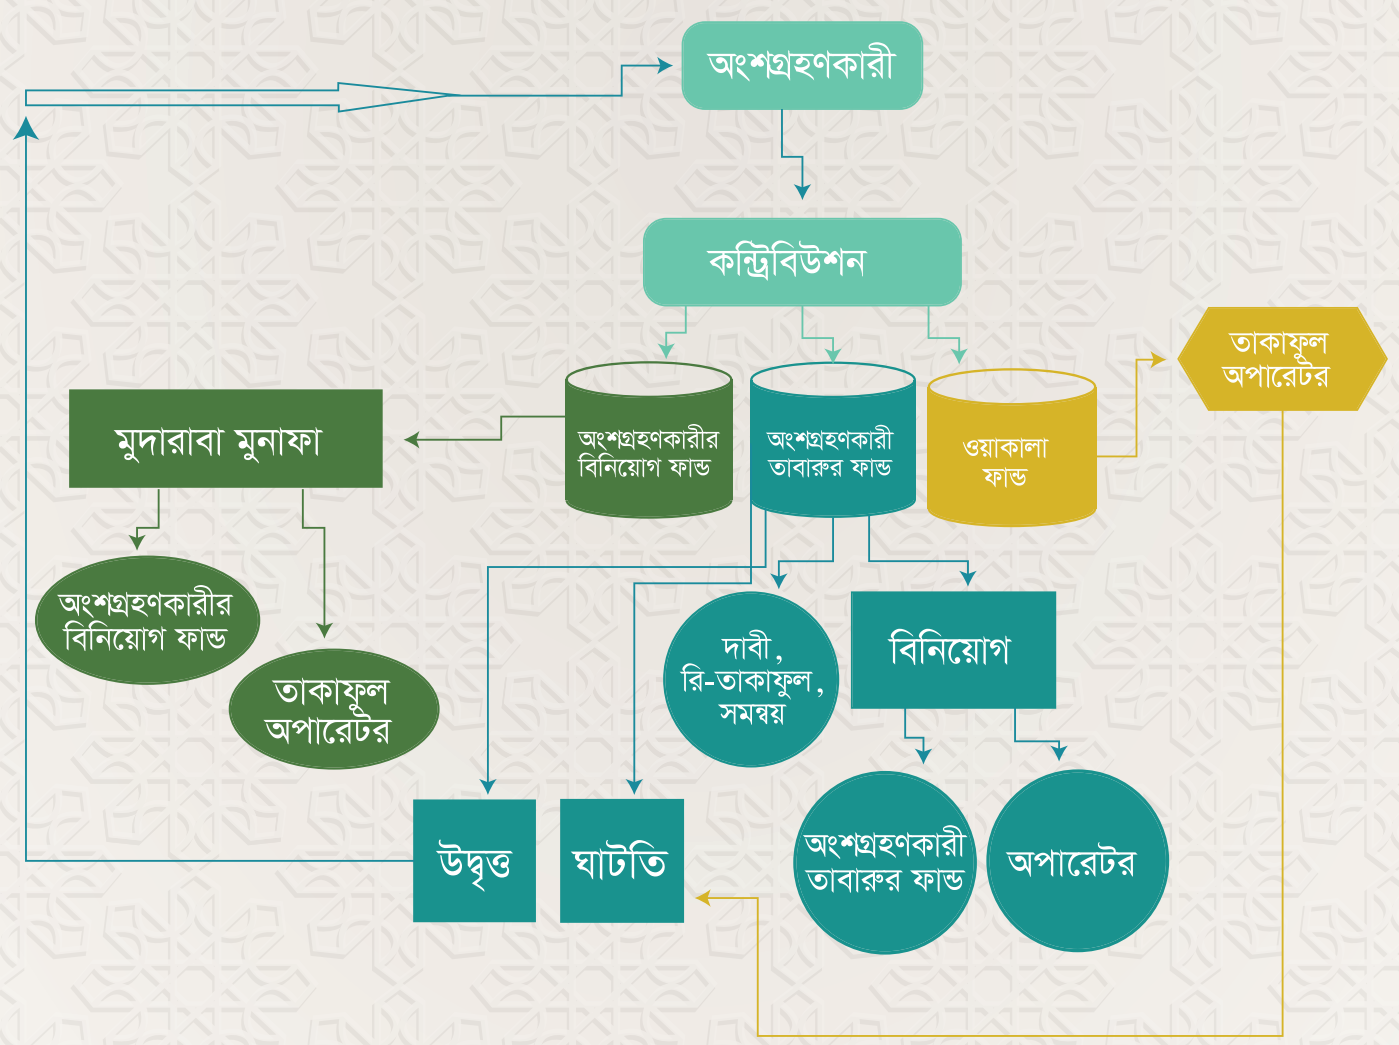 অংশগ্রহণকারী
কন্ট্রিবিউশন
তাকাফুল
অপারেটর
মুদারাবা মুনাফা
অংশগ্রহণকারীর
বিনিয়োগ ফান্ড
অংশগ্রহণকারী
তাবারুর ফান্ড
ওয়াকালা
ফান্ড
অংশগ্রহণকারীর
বিনিয়োগ ফান্ড
তাকাফুল
অপারেটর
দাবী,
রি-তাকাফুল,
সমন্বয়
বিনিয়োগ
উদ্বৃত্ত
ঘাটতি
অংশগ্রহণকারী
তাবারুর ফান্ড
অপারেটর